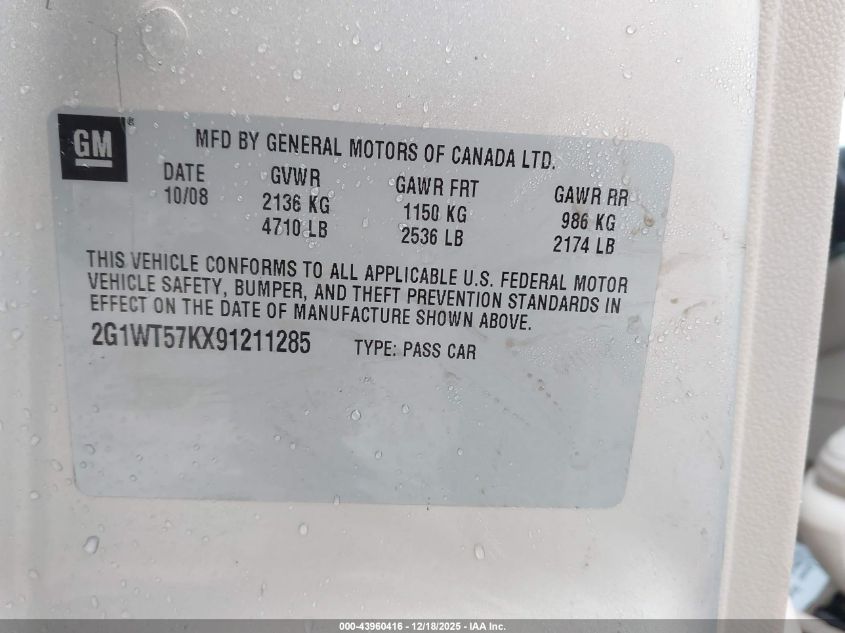 GM ®
MFD BY GENERAL MOTORS OF CANADA LTD.
DATE GVWR GAWR FRT GAWR RR
10/08 2136 KG 1150 KG 986 KG
4710 LB 2536 LB 2174 LB
THIS VEHICLE CONFORMS TO ALL APPLICABLE U.S. FEDERAL MOTOR
VEHICLE SAFETY, BUMPER, AND THEFT PREVENTION STANDARDS IN
EFFECT ON THE DATE OF MANUFACTURE SHOWN ABOVE.
2G1WT57KX91211285 TYPE: PASS CAR
000-43960416 - 12/18/2025 - IAA Inc.